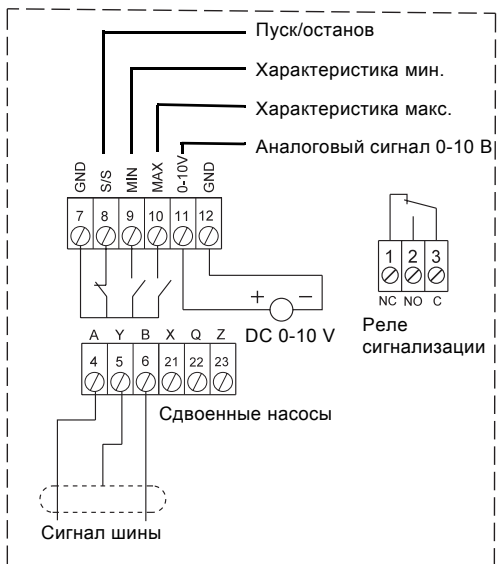 Пуск/останов
Характеристика мин.
Характеристика макс.
Аналоговый сигнал 0-10 В
GND S/S MIN MAX 0-10V GND
7 8 9 10 11 12
1 2 3
NC NO C
+ −
DC 0-10 V
Реле
сигнализации
A Y B X Q Z
4 5 6 21 22 23
Сдвоенные насосы
Сигнал шины